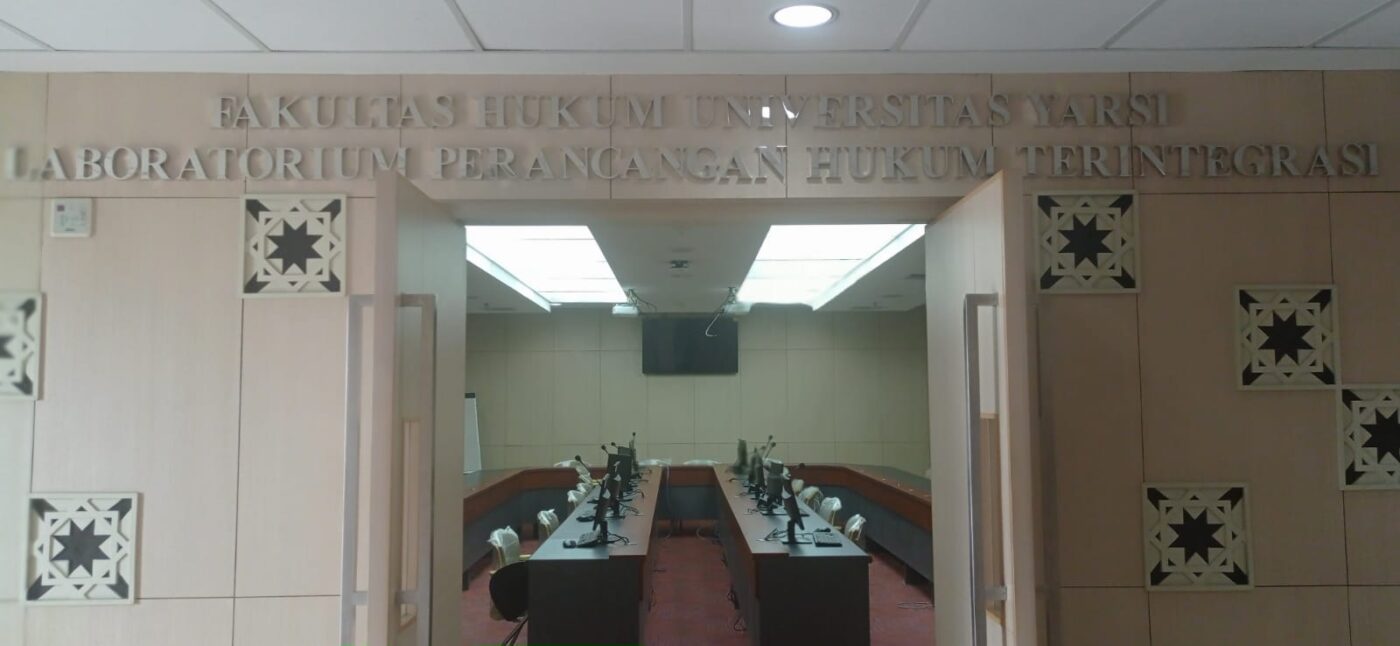 FAKULTAS HUKUM UNIVERSITAS YARSI
LABORATORIUM PERANCANGAN HUKUM TERINTEGRASI